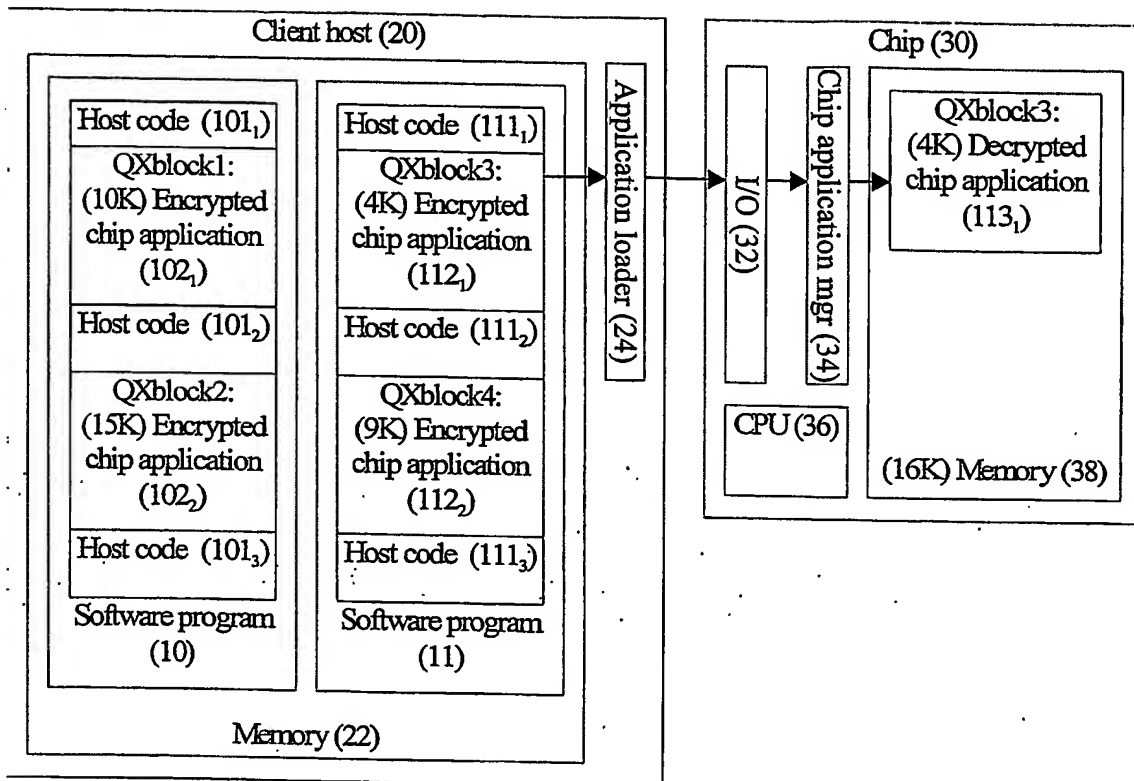 Client host (20)
Host code (101₁)
QXblock1:
(10K) Encrypted
chip application
(102₁)
Host code (101₂)
QXblock2:
(15K) Encrypted
chip application
(102₂)
Host code (101₃)
Software program
(10)
Host code (111₁)
QXblock3:
(4K) Encrypted
chip application
(112₁)
Host code (111₂)
QXblock4:
(9K) Encrypted
chip application
(112₂)
Host code (111₃)
Software program
(11)
Memory (22)
Application loader (24)
Chip (30)
I/O (32)
Chip application mgr (34)
CPU (36)
QXblock3:
(4K) Decrypted
chip application
(113₁)
(16K) Memory (38)